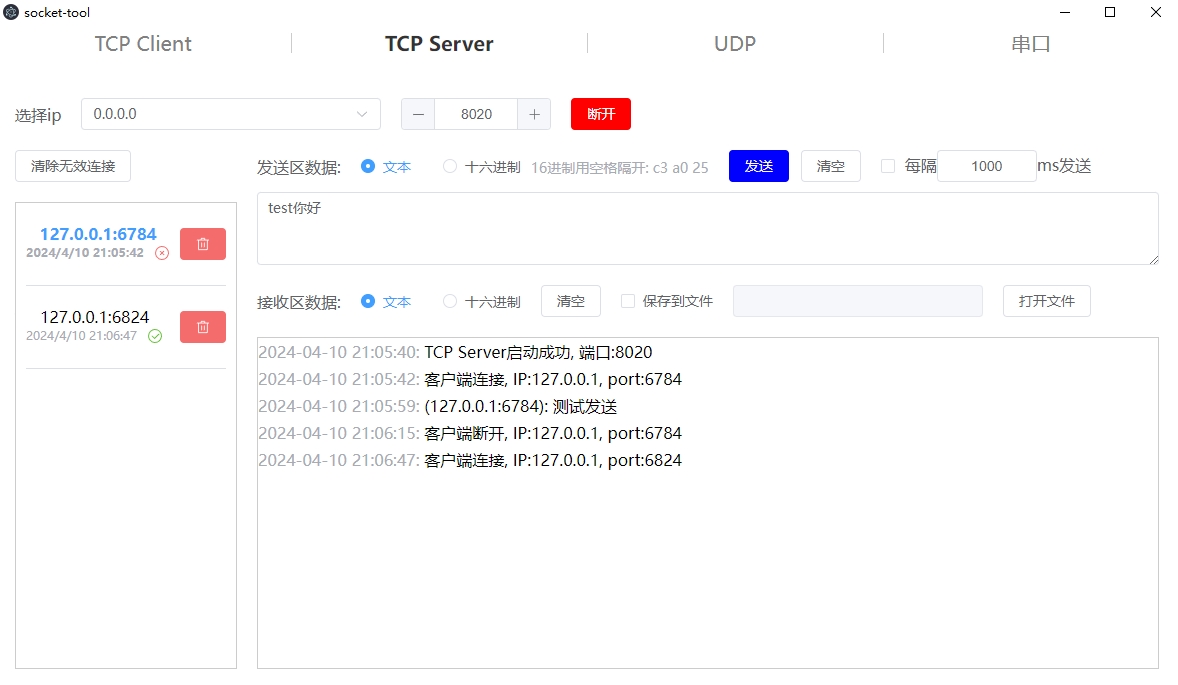 socket-tool
TCP Client TCP Server UDP 串口
选择ip 0.0.0.0 8020 断开
清除无效连接 发送区数据: 文本 十六进制 16进制用空格隔开: c3 a0 25 发送 清空 每隔 1000 ms发送
test你好
127.0.0.1:6784
2024/4/10 21:05:42
接收区数据: 文本 十六进制 清空 保存到文件 打开文件
127.0.0.1:6824
2024/4/10 21:06:47
2024-04-10 21:05:40: TCP Server启动成功, 端口:8020
2024-04-10 21:05:42: 客户端连接, IP:127.0.0.1, port:6784
2024-04-10 21:05:59: (127.0.0.1:6784): 测试发送
2024-04-10 21:06:15: 客户端断开, IP:127.0.0.1, port:6784
2024-04-10 21:06:47: 客户端连接, IP:127.0.0.1, port:6824